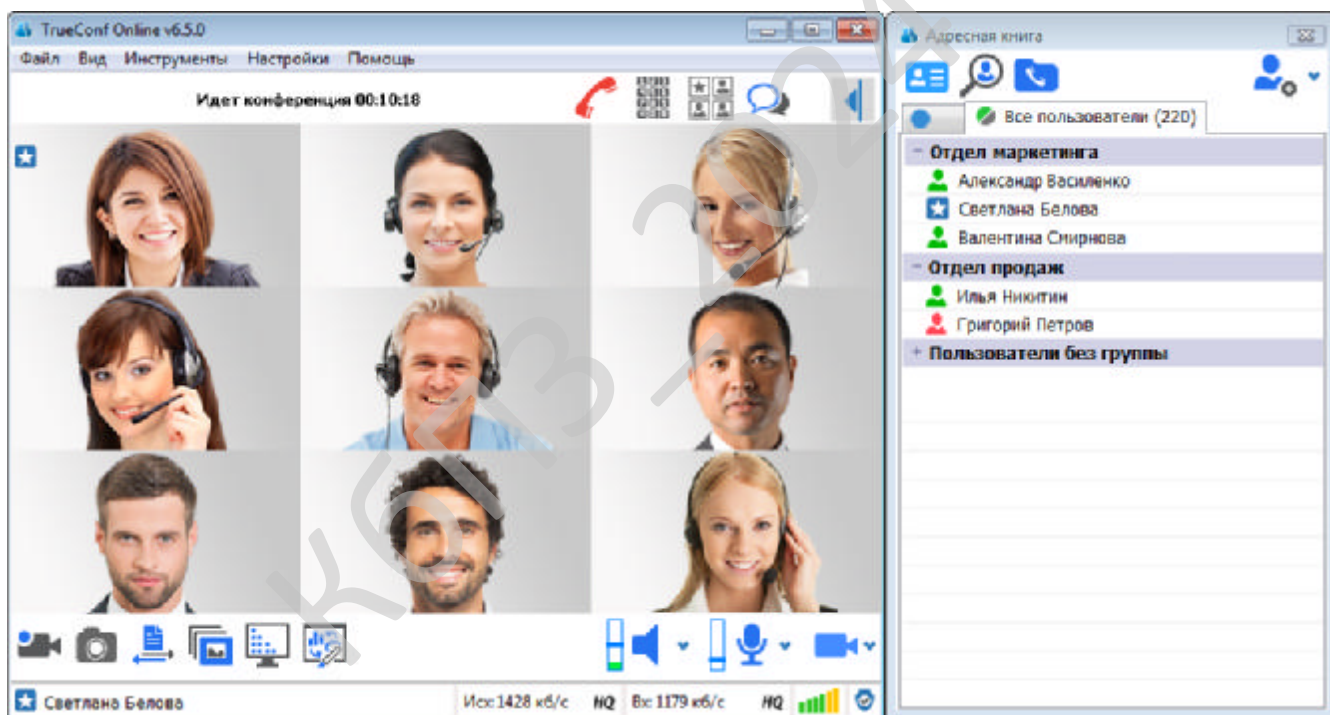 TrueConf Online v6.5.0
Файл Вид Инструменты Настройки Помощь
Идет конференция 00:10:18
Светлана Белова
Исх: 1428 кб/с HQ Вх: 1179 кб/с HQ
Адресная книга
Все пользователи (220)
Отдел маркетинга
Александр Василенко
Светлана Белова
Валентина Смирнова
Отдел продаж
Илья Никитин
Григорий Петров
Пользователи без группы
КбПЗ_2024